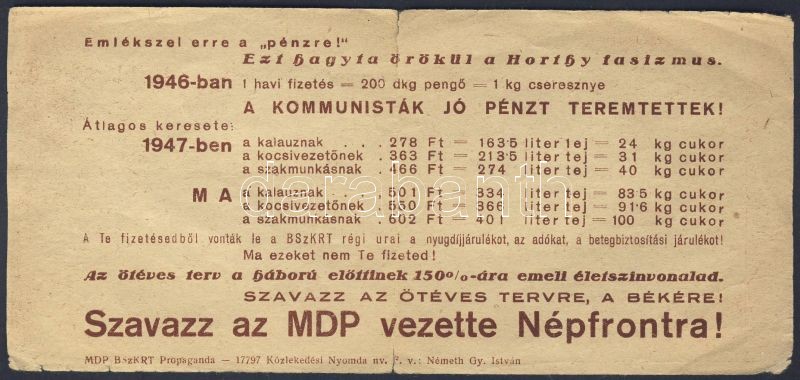 Emlékszel erre a „pénzre!"
Ezt hagyta örökül a Horthy fasizmus.
1946-ban 1 havi fizetés = 200 dkg pengő = 1 kg cseresznye
A KOMMUNISTÁK JÓ PÉNZT TEREMTETTEK!
Átlagos keresete:
1947-ben a kalauznak . . . 278 Ft = 163·5 liter tej = 24 kg cukor
a kocsivezetőnek . 363 Ft = 213·5 liter tej = 31 kg cukor
a szakmunkásnak . 466 Ft = 274 liter tej = 40 kg cukor
MA a kalauznak . . . 501 Ft = 334 liter tej = 83·5 kg cukor
a kocsivezetőnek . 550 Ft = 366 liter tej = 91·6 kg cukor
a szakmunkásnak . 602 Ft = 401 liter tej = 100 kg cukor
A Te fizetésedből vonták le a BSzKRT régi urai a nyugdíjjárulékot, az adókat, a betegbiztosítási járulékot!
Ma ezeket nem Te fizeted!
Az ötéves terv a háború előttinek 150%-ára emeli életszinvonalad.
SZAVAZZ AZ ÖTÉVES TERVRE, A BÉKÉRE!
Szavazz az MDP vezette Népfrontra!
MDP BSzKRT Propaganda — 17797 Közlekedési Nyomda nv. F. v.: Németh Gy. István
darabanth